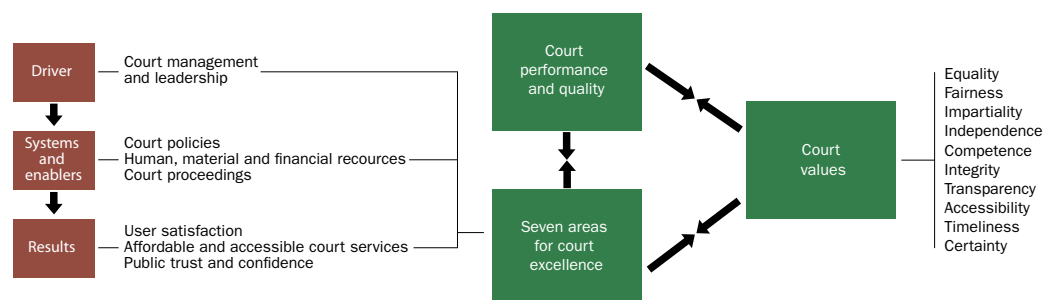 Driver
Court management
and leadership
Systems
and
enablers
Court policies
Human, material and financial recources
Court proceedings
Results
User satisfaction
Affordable and accessible court services
Public trust and confidence
Court
performance
and quality
Seven areas
for court
excellence
Court
values
Equality
Fairness
Impartiality
Independence
Competence
Integrity
Transparency
Accessibility
Timeliness
Certainty